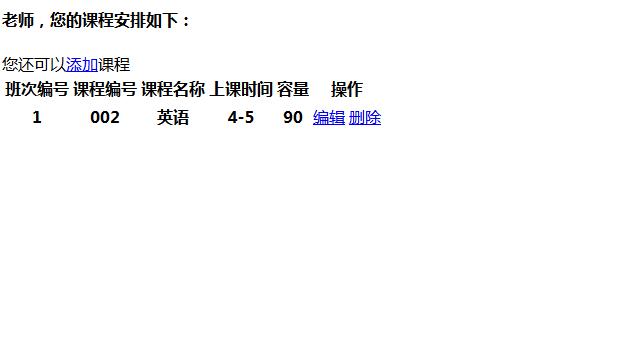 老师，您的课程安排如下：
您还可以添加课程
班次编号 课程编号 课程名称 上课时间 容量 操作
1 002 英语 4-5 90 编辑 删除